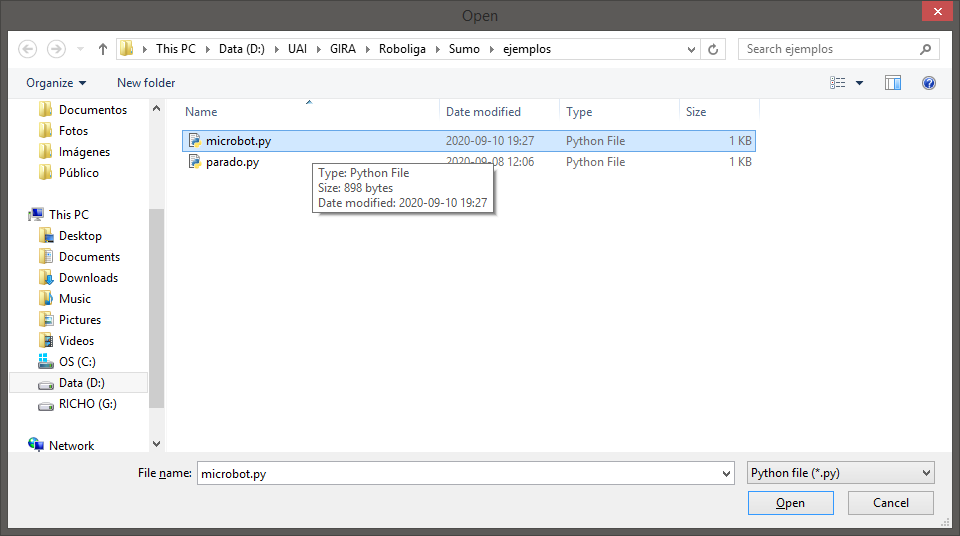 Open
This PC Data (D:) UAI GIRA Roboliga Sumo ejemplos
Search ejemplos
Organize New folder
Documentos
Fotos
Imágenes
Público
This PC
Desktop
Documents
Downloads
Music
Pictures
Videos
OS (C:)
Data (D:)
RICHO (G:)
Network
Name Date modified Type Size
microbot.py 2020-09-10 19:27 Python File 1 KB
parado.py 2020-09-08 12:06 Python File 1 KB
Type: Python File
Size: 898 bytes
Date modified: 2020-09-10 19:27
File name: microbot.py Python file (*.py)
Open Cancel